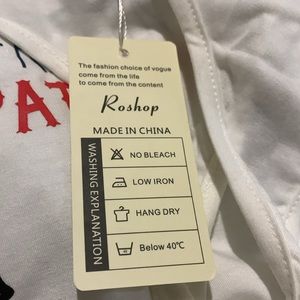 The fashion choice of vogue
come from the life
to come from the content
Roshop
MADE IN CHINA
WASHING EXPLANATION
NO BLEACH
LOW IRON
HANG DRY
Below 40℃
PAT